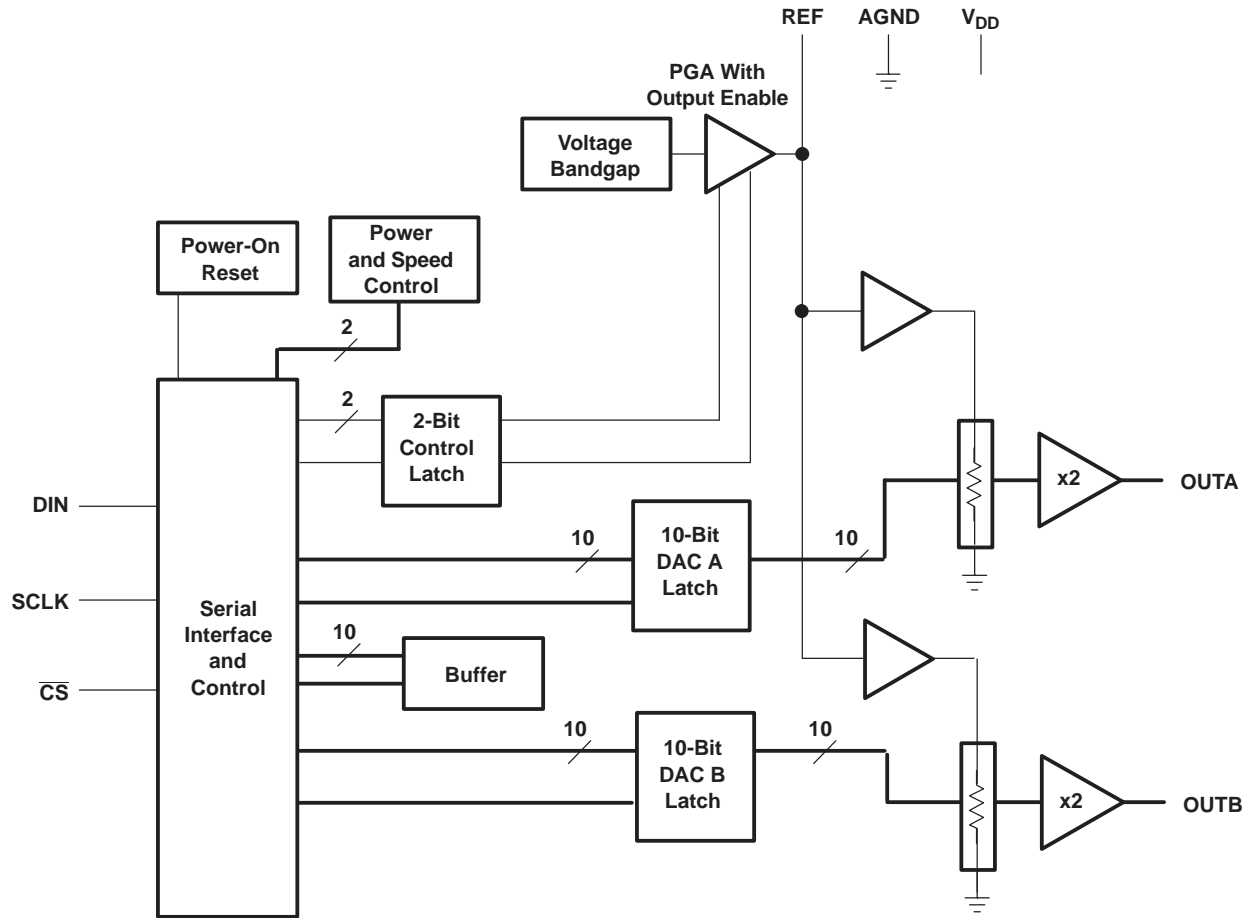 REF AGND VDD
PGA With
Output Enable
Voltage
Bandgap
Power-On
Reset
Power
and Speed
Control
2
2
2-Bit
Control
Latch
x2
OUTA
DIN
10
10-Bit
DAC A
Latch
10
SCLK
Serial
Interface
and
Control
10
Buffer
CS
10
10-Bit
DAC B
Latch
10
x2
OUTB